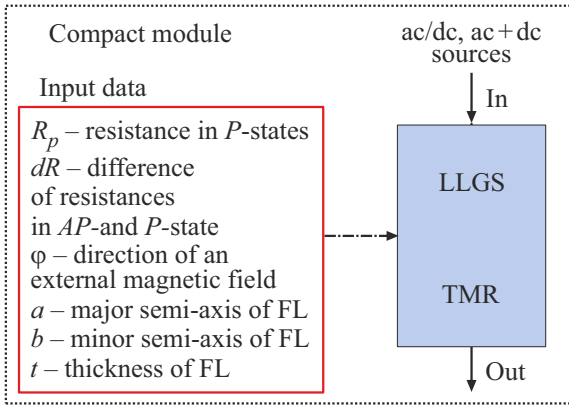 Compact module
ac/dc, ac + dc
sources
Input data
In
R_p – resistance in P-states
dR – difference
of resistances
in AP-and P-state
φ – direction of an
external magnetic field
a – major semi-axis of FL
b – minor semi-axis of FL
t – thickness of FL
LLGS
TMR
Out